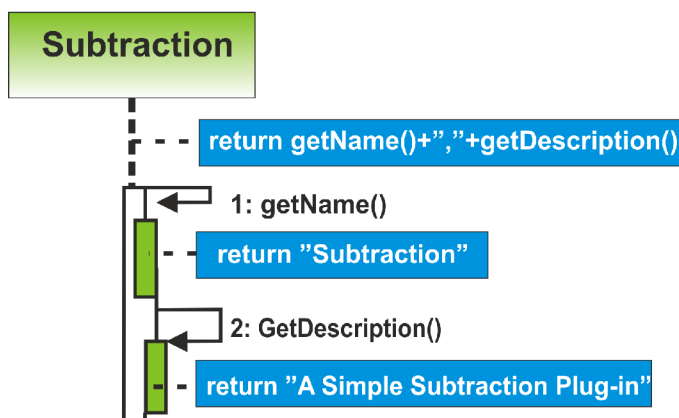 Subtraction
return getName()+”,”+getDescription()
1: getName()
return ”Subtraction”
2: GetDescription()
return ”A Simple Subtraction Plug-in”